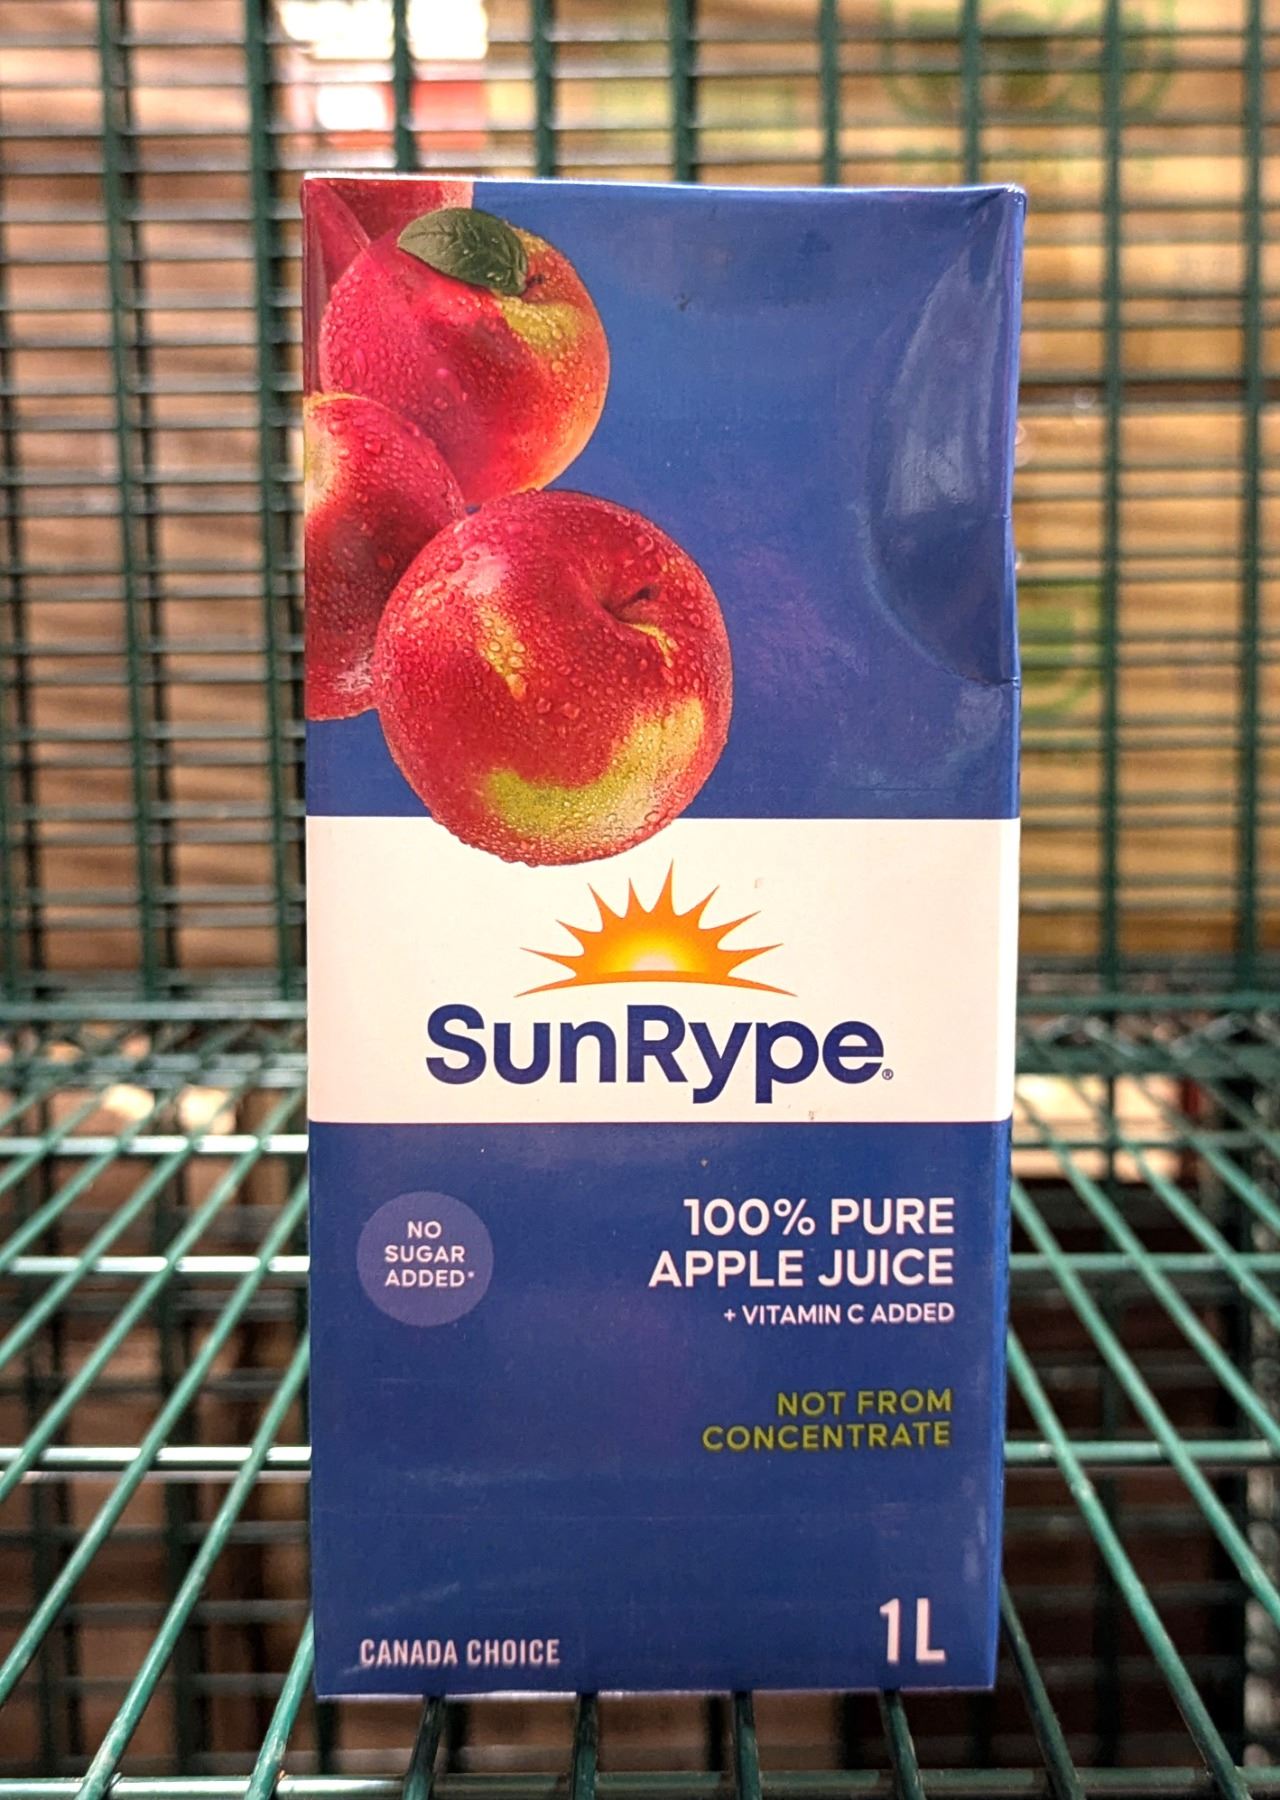 SunRype®
NO
SUGAR
ADDED*
100% PURE
APPLE JUICE
+ VITAMIN C ADDED
NOT FROM
CONCENTRATE
CANADA CHOICE
1L